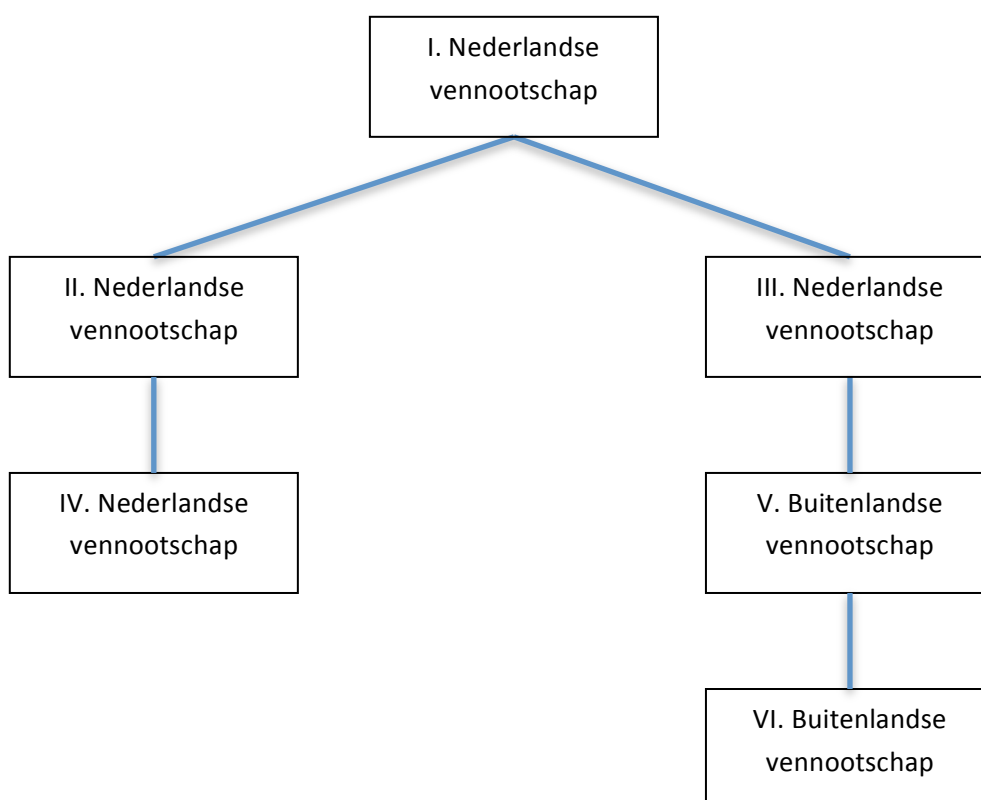 I. Nederlandse
vennootschap
II. Nederlandse
vennootschap
III. Nederlandse
vennootschap
IV. Nederlandse
vennootschap
V. Buitenlandse
vennootschap
VI. Buitenlandse
vennootschap